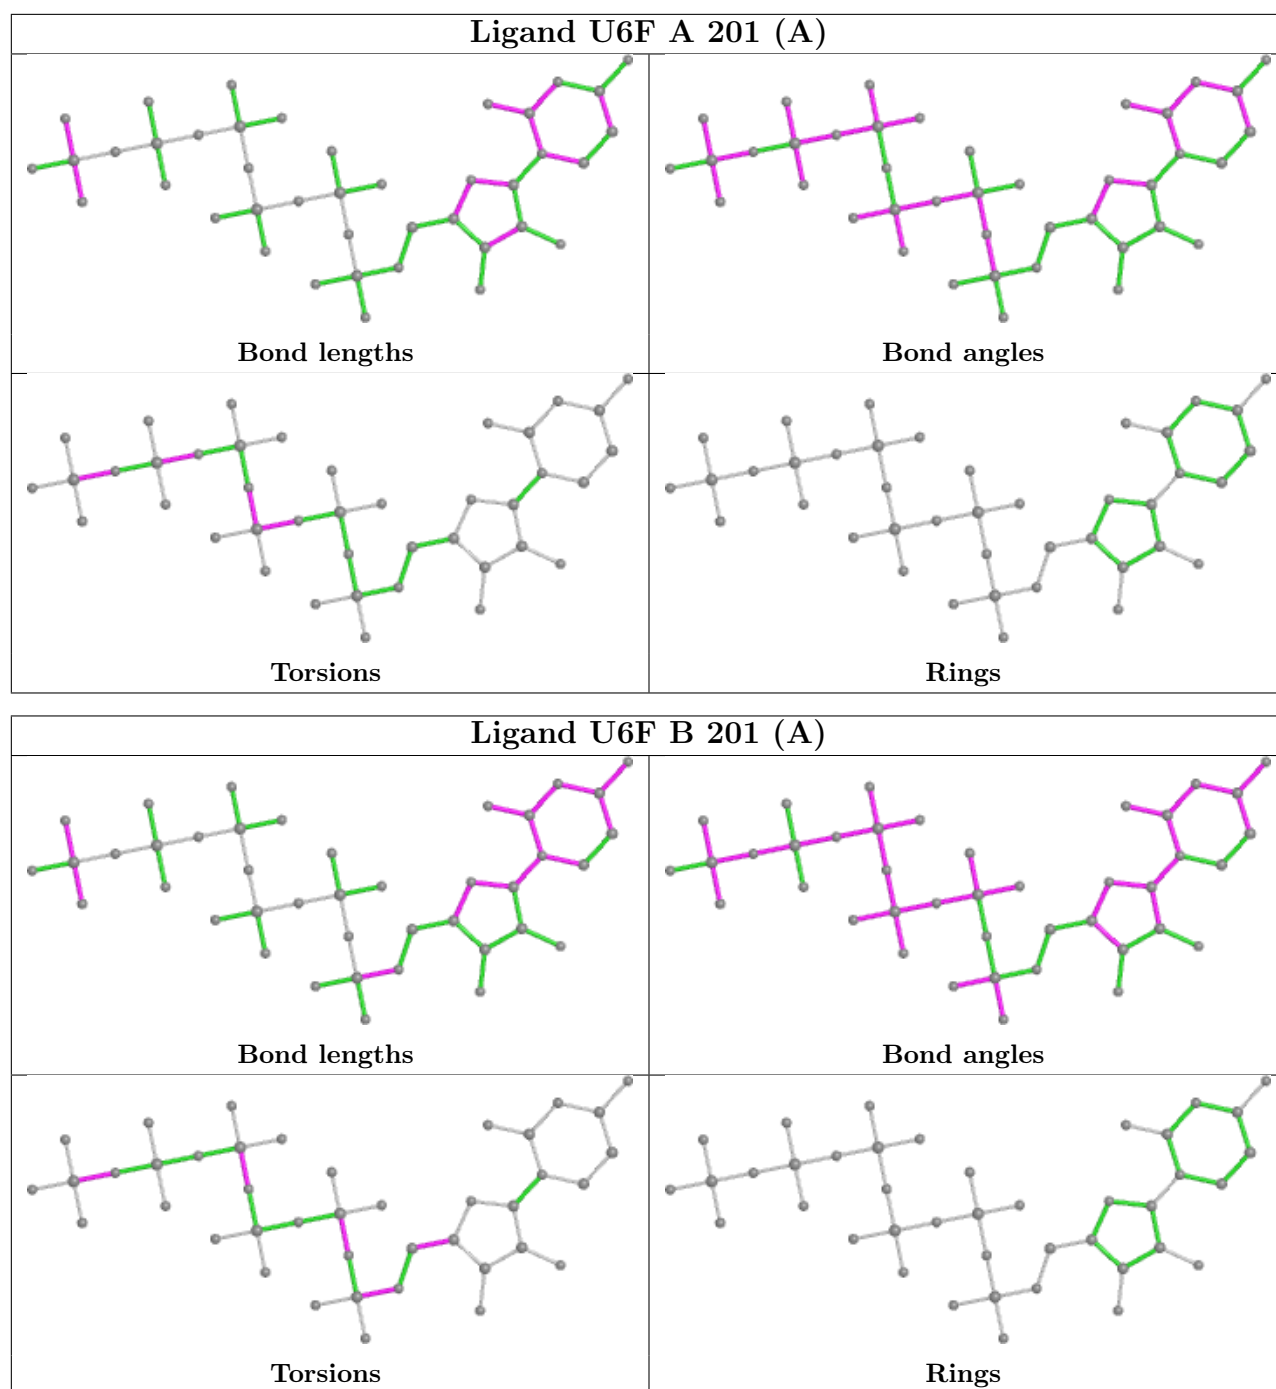 Ligand U6F A 201 (A)
Bond lengths
Bond angles
Torsions
Rings
Ligand U6F B 201 (A)
Bond lengths
Bond angles
Torsions
Rings